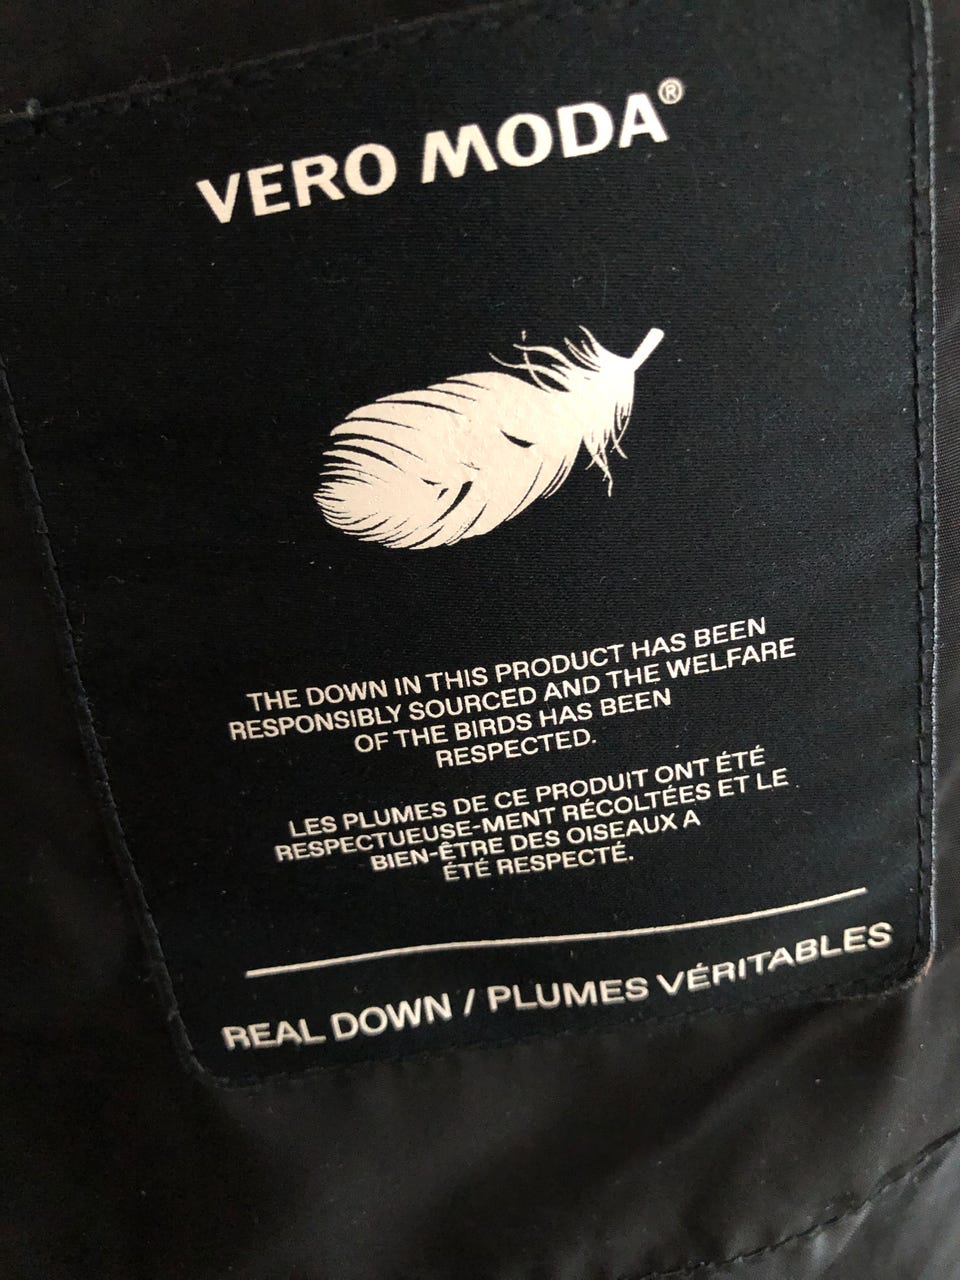 VERO MODA®
THE DOWN IN THIS PRODUCT HAS BEEN
RESPONSIBLY SOURCED AND THE WELFARE
OF THE BIRDS HAS BEEN
RESPECTED.
LES PLUMES DE CE PRODUIT ONT ÉTÉ
RESPECTUEUSE-MENT RÉCOLTÉES ET LE
BIEN-ÊTRE DES OISEAUX A
ÉTÉ RESPECTÉ.
REAL DOWN / PLUMES VÉRITABLES